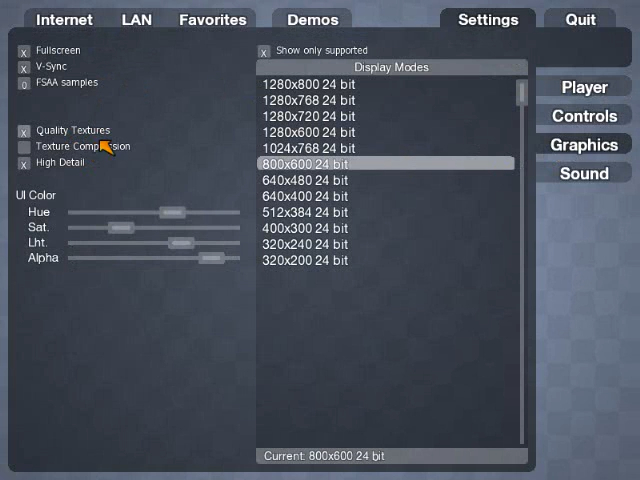 Internet LAN Favorites Demos Settings Quit
X Fullscreen
X V-Sync
0 FSAA samples
X Quality Textures
Texture Compression
X High Detail
UI Color
Hue
Sat.
Lht.
Alpha
X Show only supported
Display Modes
1280x800 24 bit
1280x768 24 bit
1280x720 24 bit
1280x600 24 bit
1024x768 24 bit
800x600 24 bit
640x480 24 bit
640x400 24 bit
512x384 24 bit
400x300 24 bit
320x240 24 bit
320x200 24 bit
Current: 800x600 24 bit
Player
Controls
Graphics
Sound